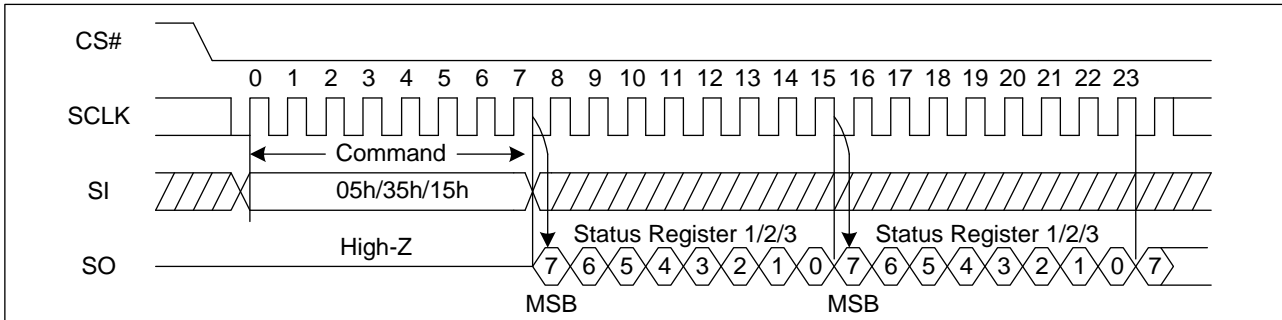 CS#
0 1 2 3 4 5 6 7 8 9 10 11 12 13 14 15 16 17 18 19 20 21 22 23
SCLK
Command
SI 05h/35h/15h
High-Z Status Register 1/2/3 Status Register 1/2/3
SO 7 6 5 4 3 2 1 0 7 6 5 4 3 2 1 0 7
MSB MSB